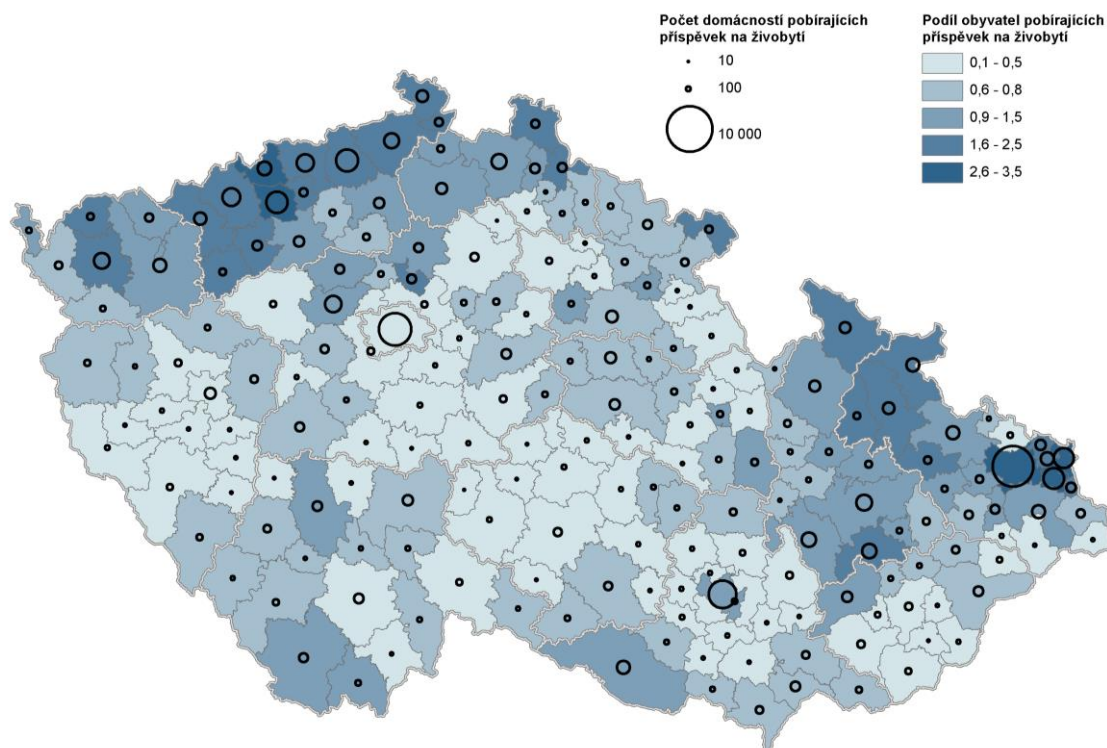 Počet domácností pobírajících
příspěvek na živobytí
10
100
10 000
Podíl obyvatel pobírajících
příspěvek na živobytí
0,1 - 0,5
0,6 - 0,8
0,9 - 1,5
1,6 - 2,5
2,6 - 3,5